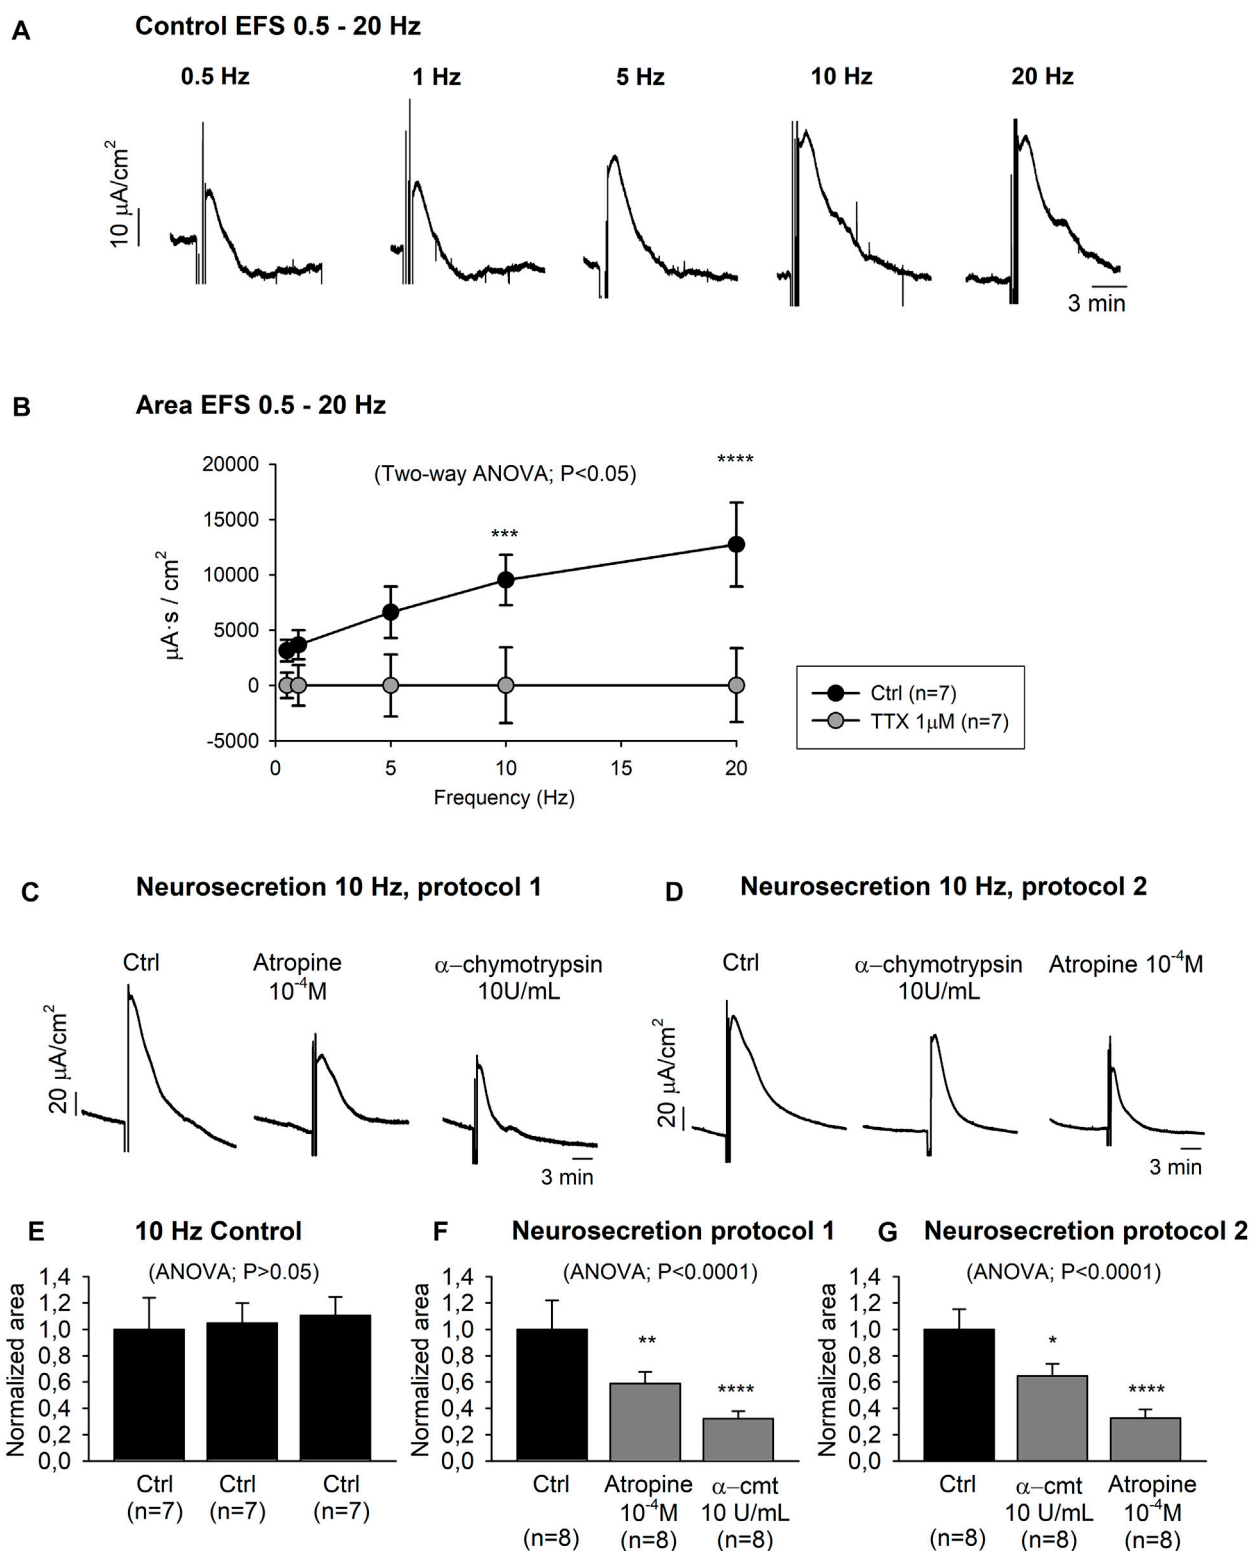 A
Control EFS 0.5 - 20 Hz
0.5 Hz
1 Hz
5 Hz
10 Hz
20 Hz
10 μA/cm²
3 min
B
Area EFS 0.5 - 20 Hz
(Two-way ANOVA; P<0.05)
****
***
20000
15000
10000
5000
0
-5000
μA·s / cm²
0 5 10 15 20
Frequency (Hz)
Ctrl (n=7)
TTX 1μM (n=7)
C
Neurosecretion 10 Hz, protocol 1
Ctrl
Atropine
10⁻⁴M
α−chymotrypsin
10U/mL
20 μA/cm²
3 min
D
Neurosecretion 10 Hz, protocol 2
Ctrl
α−chymotrypsin
10U/mL
Atropine 10⁻⁴M
20 μA/cm²
3 min
E
10 Hz Control
(ANOVA; P>0.05)
Normalized area
1,4
1,2
1,0
0,8
0,6
0,4
0,2
0,0
Ctrl
(n=7)
Ctrl
(n=7)
Ctrl
(n=7)
F
Neurosecretion protocol 1
(ANOVA; P<0.0001)
Normalized area
1,4
1,2
1,0
0,8
0,6
0,4
0,2
0,0
**
****
Ctrl
(n=8)
Atropine
10⁻⁴M
(n=8)
α−cmt
10 U/mL
(n=8)
G
Neurosecretion protocol 2
(ANOVA; P<0.0001)
Normalized area
1,4
1,2
1,0
0,8
0,6
0,4
0,2
0,0
*
****
Ctrl
(n=8)
α−cmt
10 U/mL
(n=8)
Atropine
10⁻⁴M
(n=8)